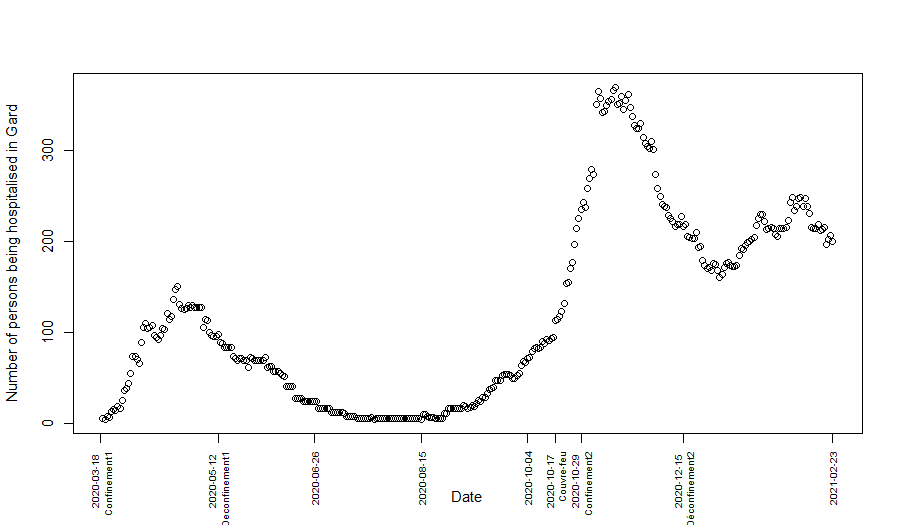 Number of persons being hospitalised in Gard
300
200
100
0
2020-03-18
Confinement1
2020-05-12
Déconfinement1
2020-06-26
2020-08-15
2020-10-04
2020-10-17
Couvre-feu
2020-10-29
Confinement2
2020-12-15
Déconfinement2
2021-02-23
Date